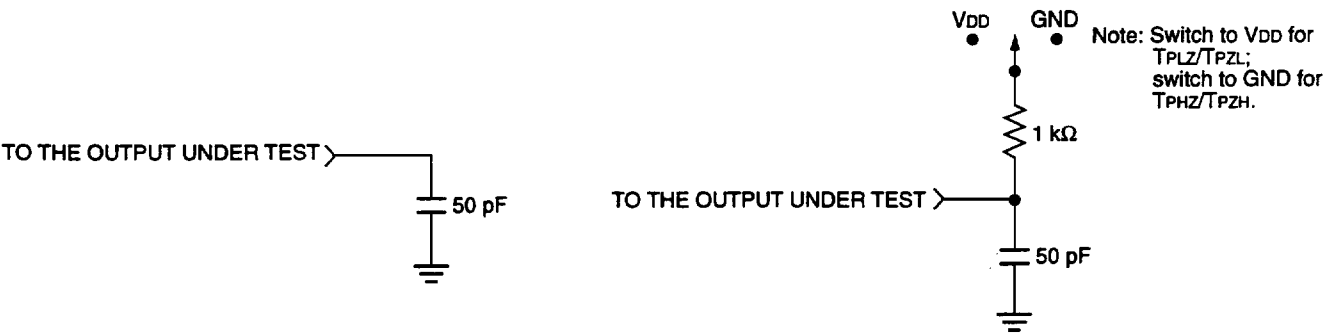 TO THE OUTPUT UNDER TEST
50 pF
VDD GND
Note: Switch to VDD for
TPLZ/TPZL;
switch to GND for
TPHZ/TPZH.
1 kΩ
TO THE OUTPUT UNDER TEST
50 pF